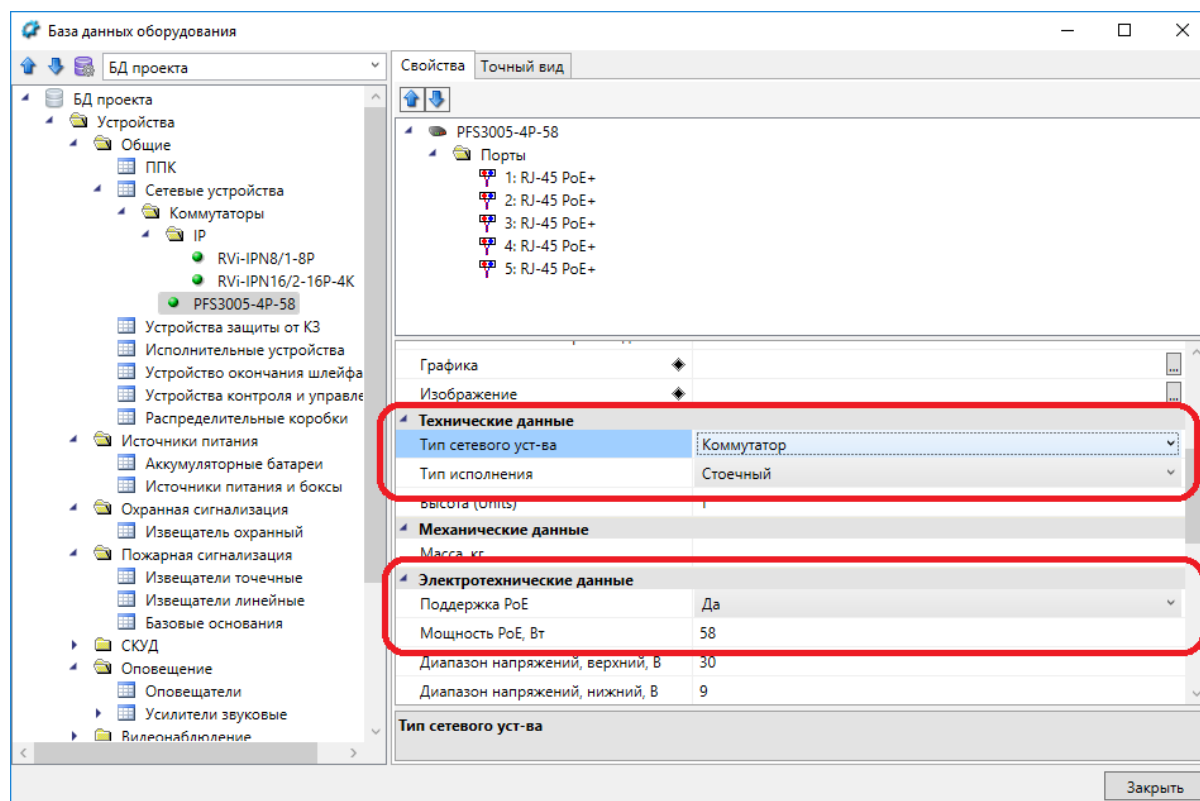 База данных оборудования
БД проекта
БД проекта
Устройства
Общие
ППК
Сетевые устройства
Коммутаторы
IP
RVi-IPN8/1-8P
RVi-IPN16/2-16P-4K
PFS3005-4P-58
Устройства защиты от КЗ
Исполнительные устройства
Устройство окончания шлейфа
Устройства контроля и управле
Распределительные коробки
Источники питания
Аккумуляторные батареи
Источники питания и боксы
Охранная сигнализация
Извещатель охранный
Пожарная сигнализация
Извещатели точечные
Извещатели линейные
Базовые основания
СКУД
Оповещение
Оповещатели
Усилители звуковые
Видеонаблюдение
Свойства Точный вид
PFS3005-4P-58
Порты
1: RJ-45 PoE+
2: RJ-45 PoE+
3: RJ-45 PoE+
4: RJ-45 PoE+
5: RJ-45 PoE+
Графика
Изображение
Технические данные
Тип сетевого уст-ва Коммутатор
Тип исполнения Стоечный
Высота (Units) 1
Механические данные
Масса, кг
Электротехнические данные
Поддержка PoE Да
Мощность PoE, Вт 58
Диапазон напряжений, верхний, В 30
Диапазон напряжений, нижний, В 9
Тип сетевого уст-ва
Закрыть